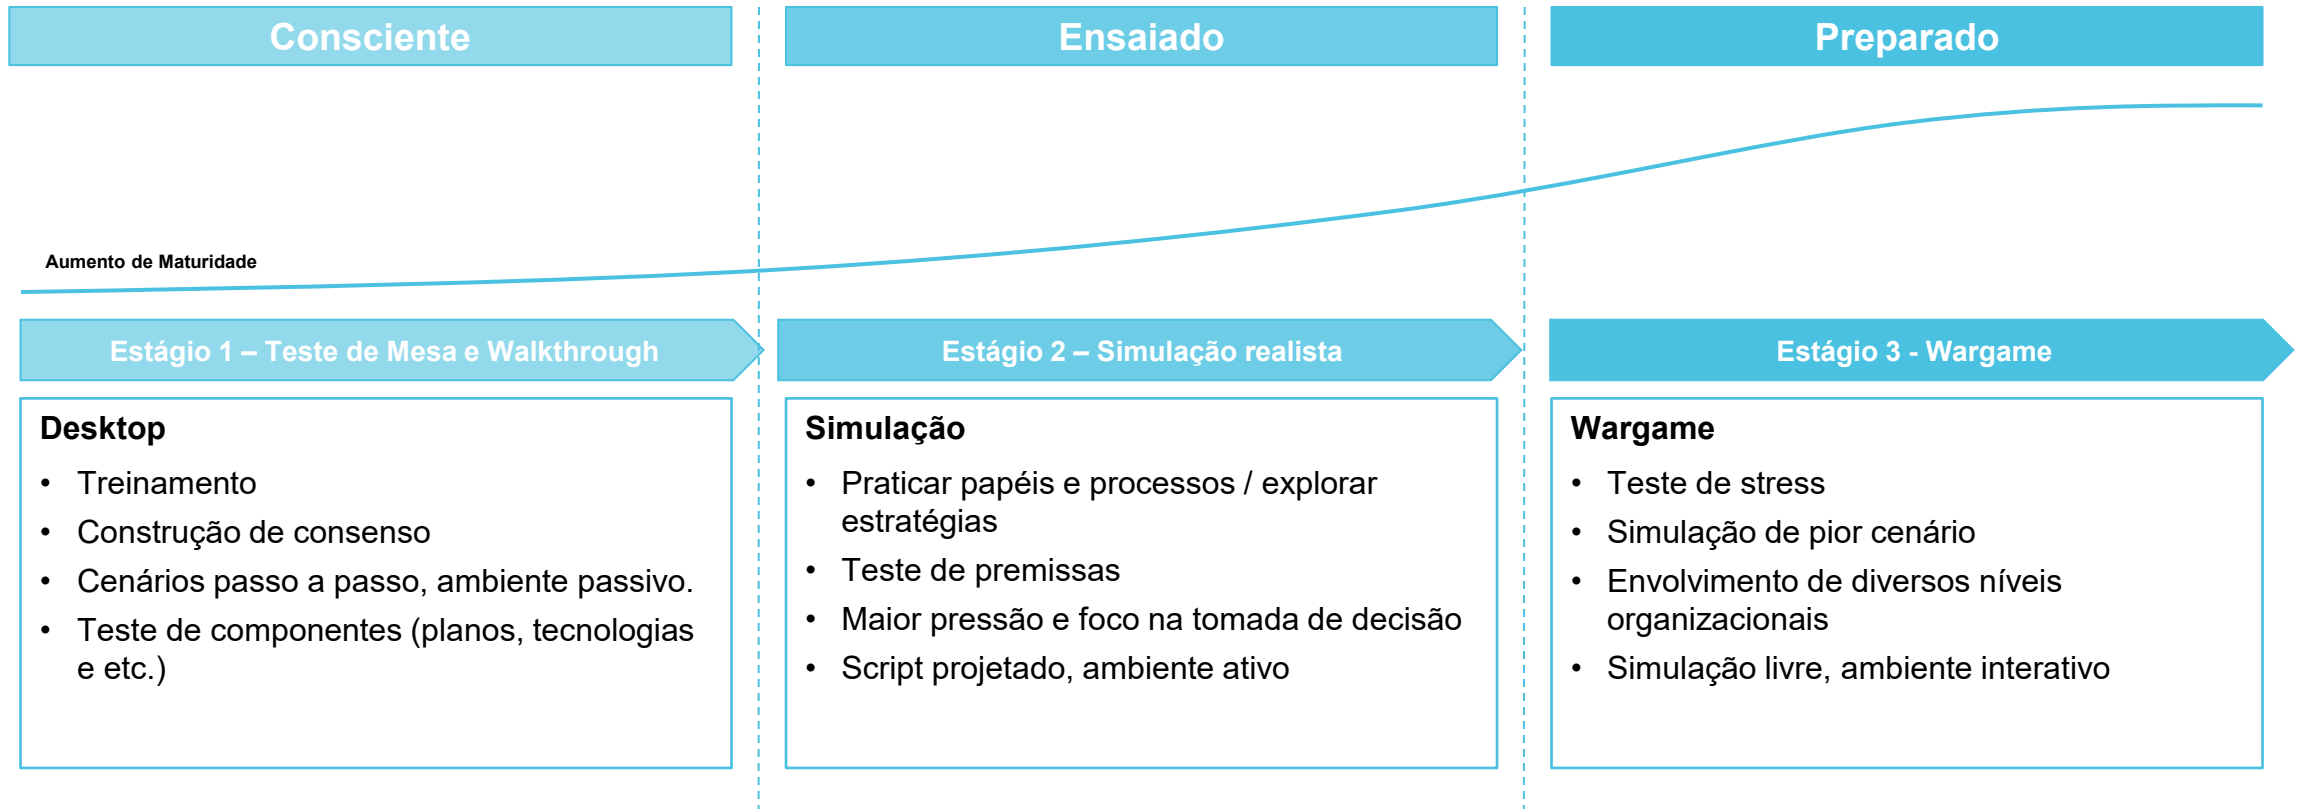 Consciente
Ensaiado
Preparado
Aumento de Maturidade
Estágio 1 – Teste de Mesa e Walkthrough
Estágio 2 – Simulação realista
Estágio 3 - Wargame
Desktop
• Treinamento
• Construção de consenso
• Cenários passo a passo, ambiente passivo.
• Teste de componentes (planos, tecnologias
e etc.)
Simulação
• Praticar papéis e processos / explorar
estratégias
• Teste de premissas
• Maior pressão e foco na tomada de decisão
• Script projetado, ambiente ativo
Wargame
• Teste de stress
• Simulação de pior cenário
• Envolvimento de diversos níveis
organizacionais
• Simulação livre, ambiente interativo